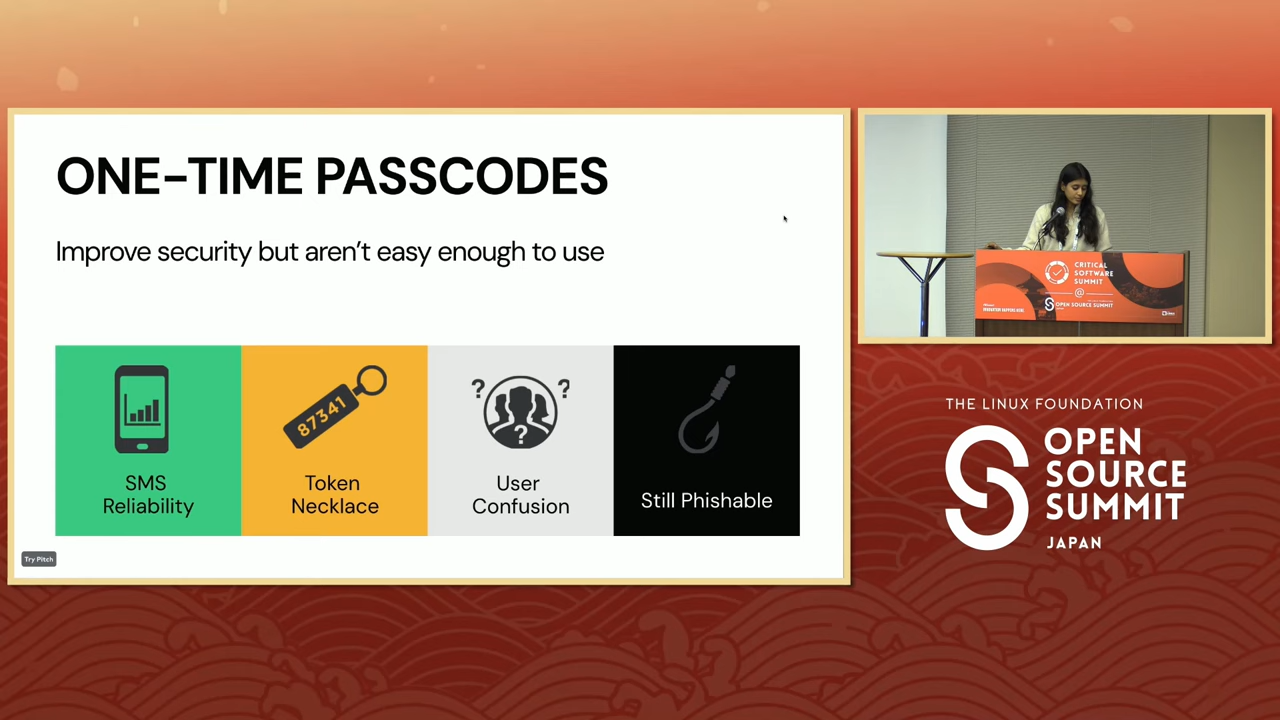 ONE-TIME PASSCODES
Improve security but aren't easy enough to use
SMS
Reliability
87341
Token
Necklace
? ?
?
User
Confusion
Still Phishable
Try Pitch
CRITICAL
SOFTWARE
SUMMIT
@
OPEN SOURCE SUMMIT
THE LINUX FOUNDATION
OPEN
SOURCE
SUMMIT
JAPAN